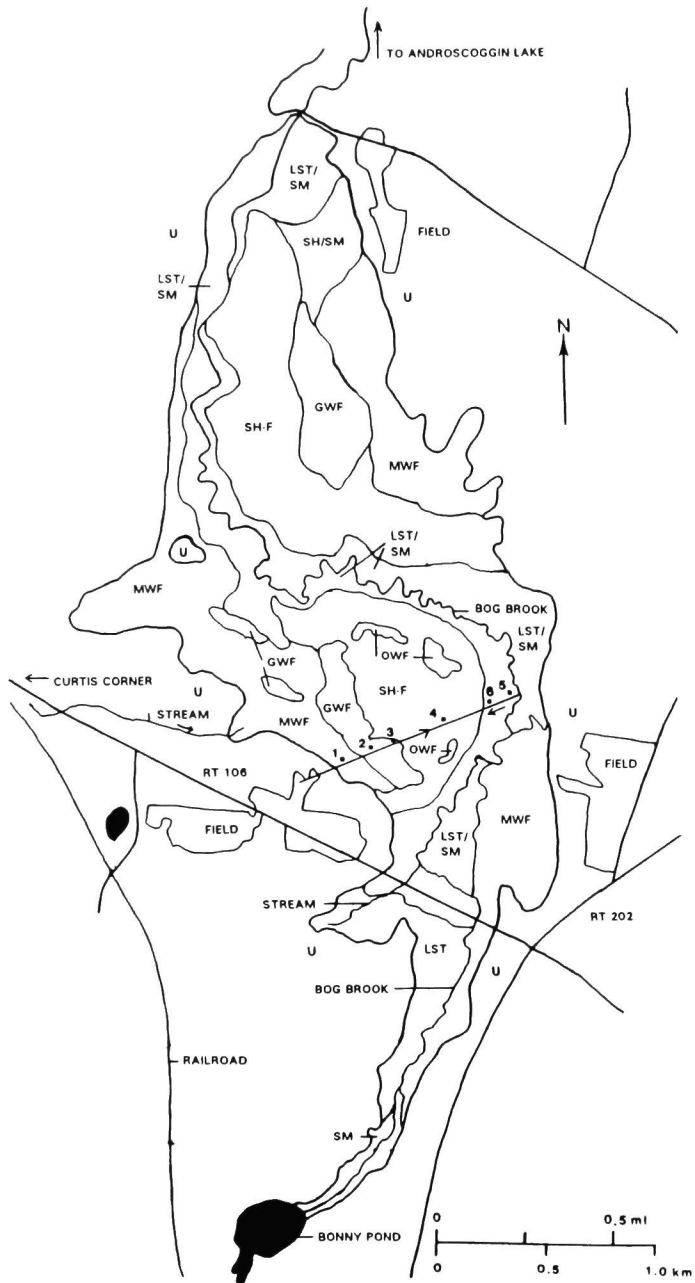 TO ANDROSCOGGIN LAKE
LST/
SM
U
SH/SM
FIELD
LST/
SM
U
N
GWF
SH-F
MWF
LST/
SM
U
MWF
BOG BROOK
LST/
SM
OWF
GWF
CURTIS CORNER
U
SH-F
GWF
6 5
STREAM
MWF
4
U
2 3
1
OWF
FIELD
RT 106
FIELD
LST/
SM
MWF
STREAM
RT 202
U
LST
U
BOG BROOK
RAILROAD
SM
0 0.5 mi
BONNY POND
0 0.5 1.0 km